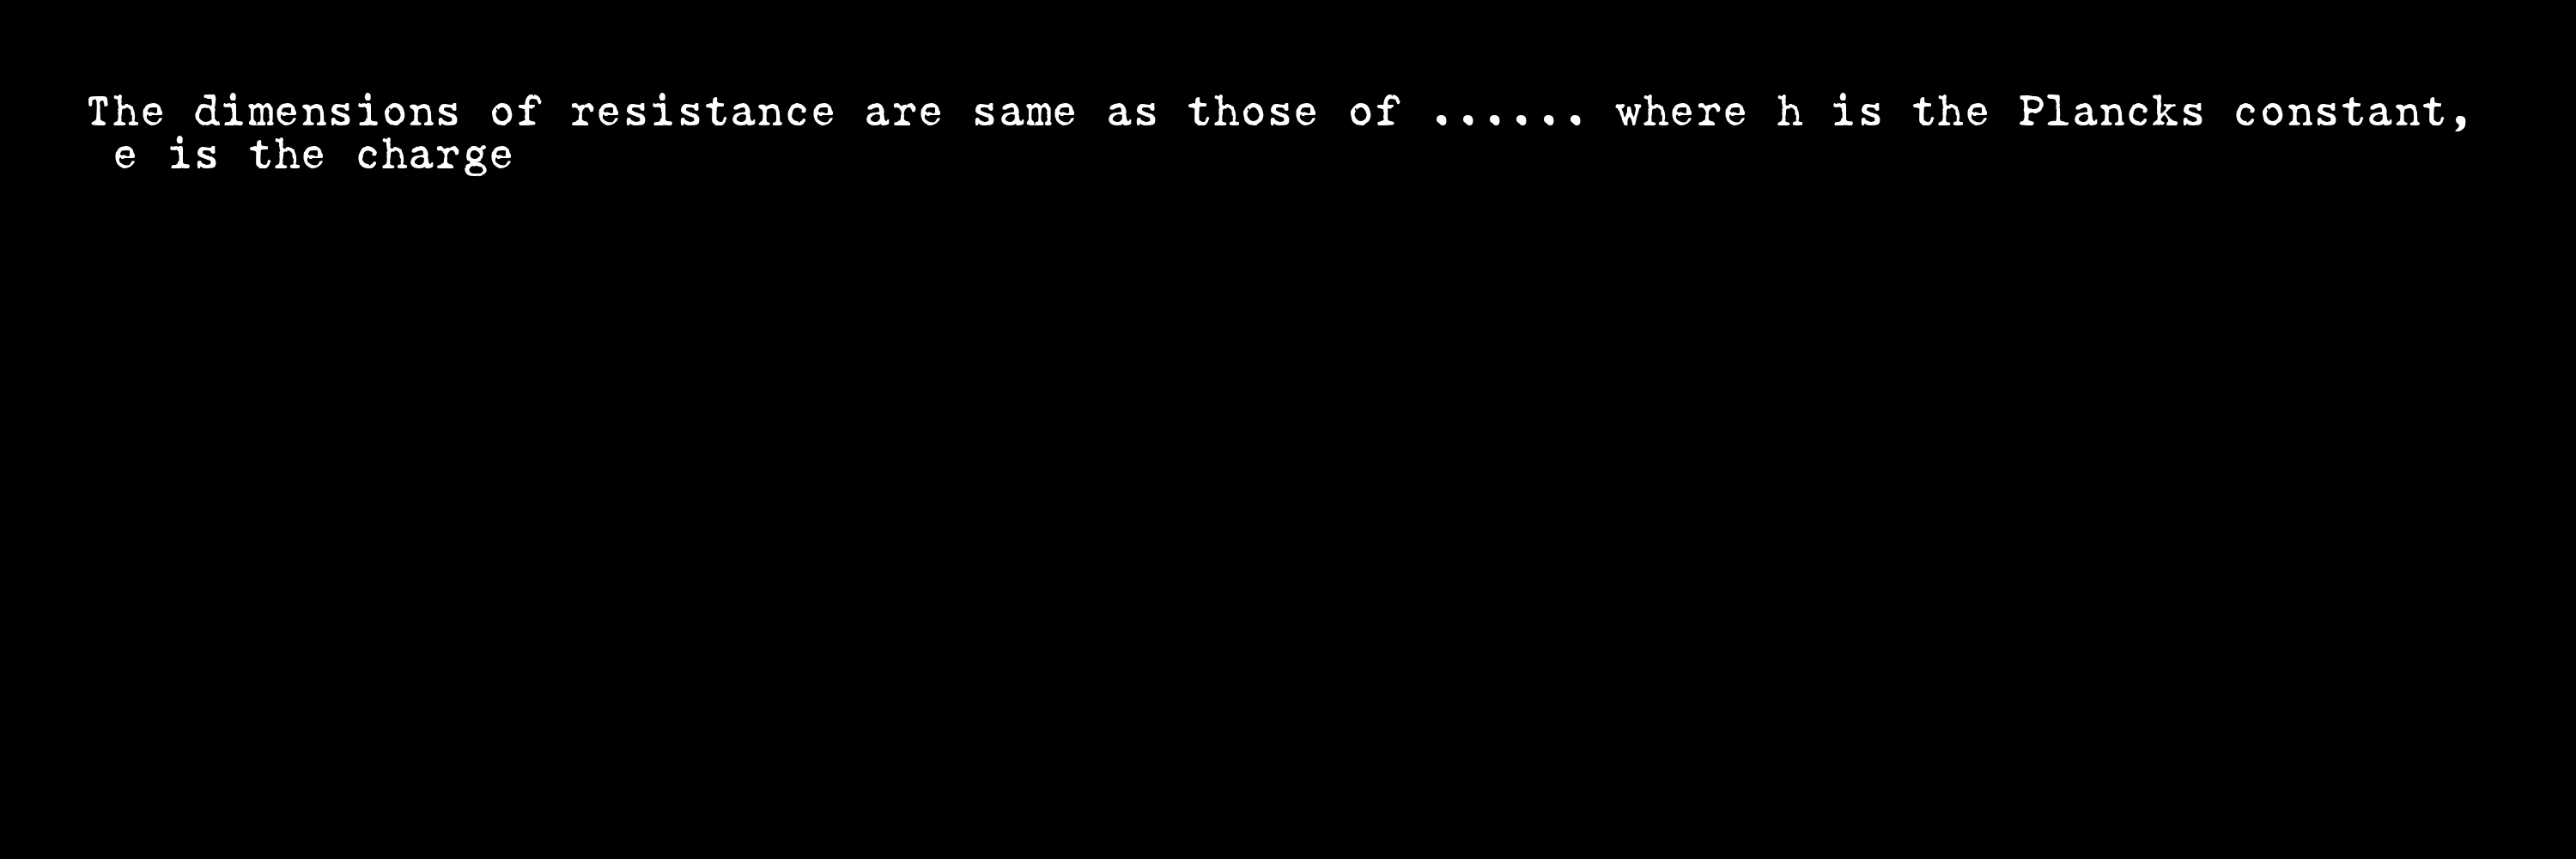 The dimensions of resistance are same as those of ...... where h is the Plancks constant,
e is the charge